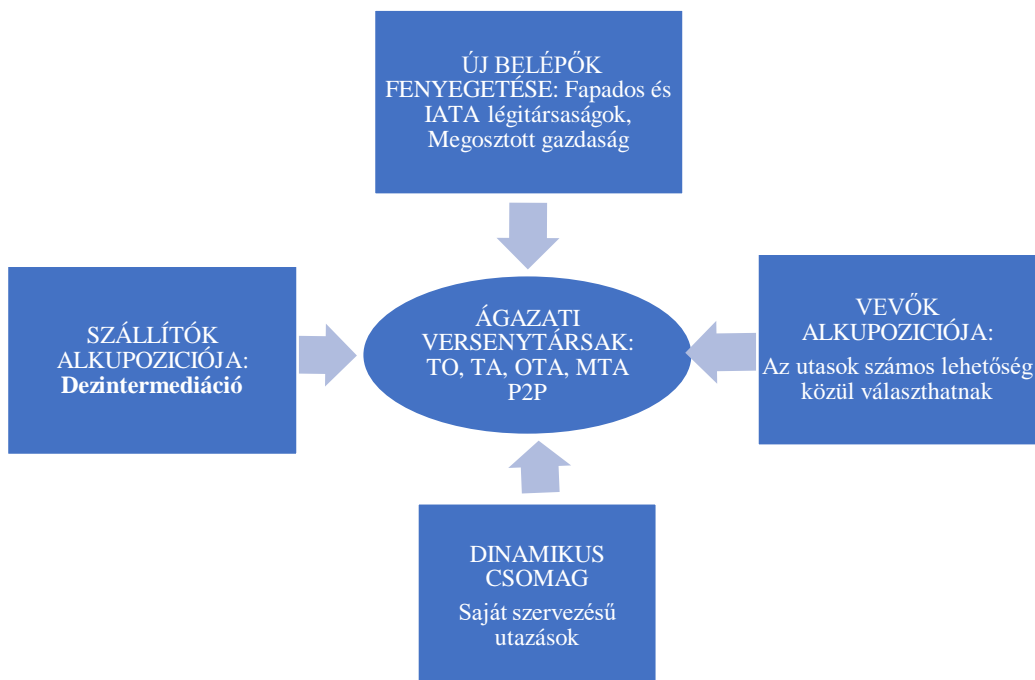 ÚJ BELÉPŐK
FENYEGETÉSE: Fapados és
IATA légitársaságok,
Megosztott gazdaság
SZÁLLÍTÓK
ALKUPOZICIÓJA:
Dezintermediáció
ÁGAZATI
VERSENYTÁRSAK:
TO, TA, OTA, MTA
P2P
VEVŐK
ALKUPOZICIÓJA:
Az utasok számos lehetőség
közül választhatnak
DINAMIKUS
CSOMAG
Saját szervezésű
utazások